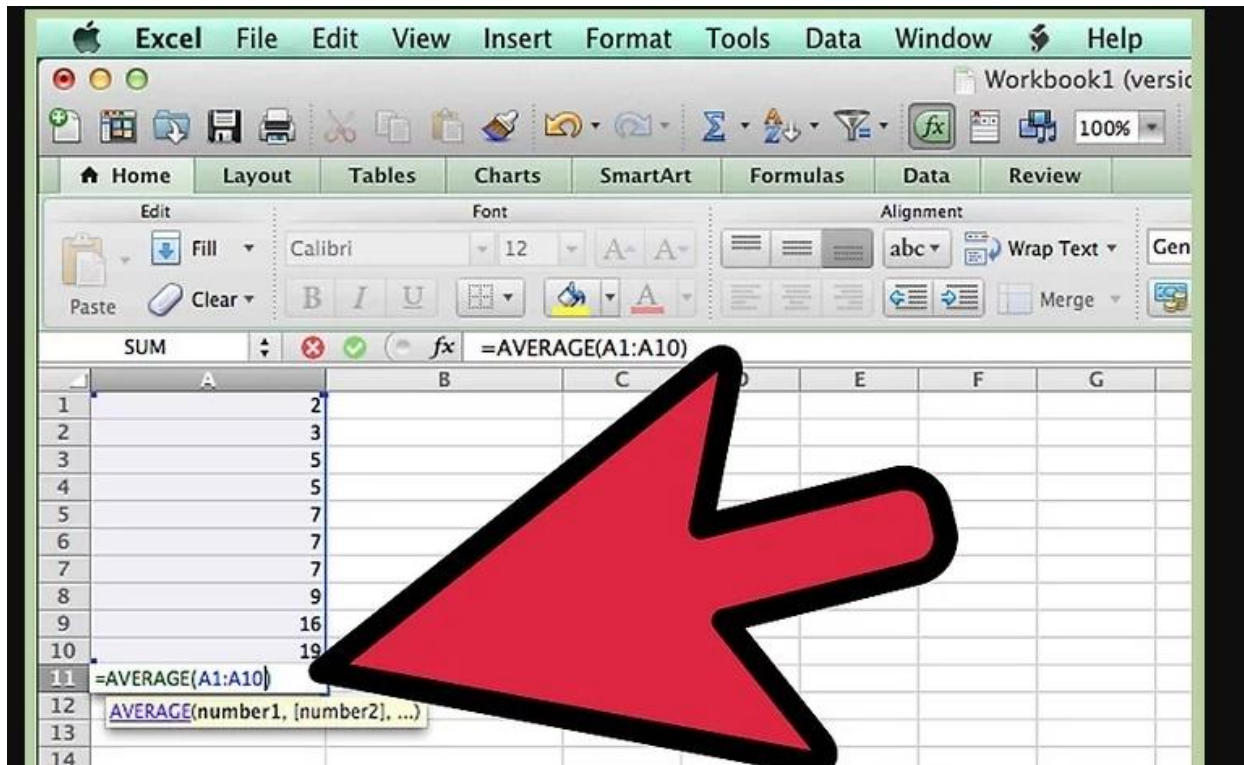 Excel File Edit View Insert Format Tools Data Window Help
Workbook1 (versio
100%
Home Layout Tables Charts SmartArt Formulas Data Review
Edit Font Alignment
Fill Calibri 12 A A abc Wrap Text Gen
Paste Clear B I U A Merge
SUM fx =AVERAGE(A1:A10)
A B C D E F G
1 2
2 3
3 5
4 5
5 7
6 7
7 7
8 9
9 16
10 19
11 =AVERAGE(A1:A10)
12 AVERAGE(number1, [number2], ...)
13
14